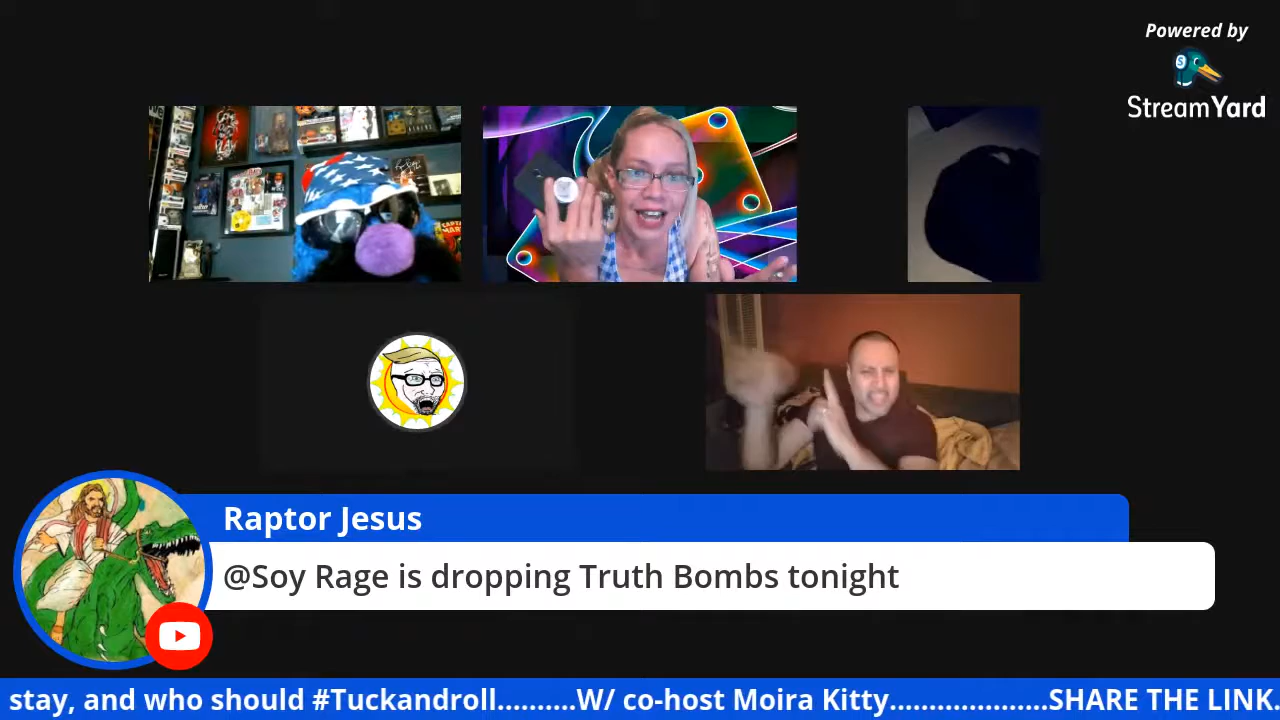 Powered by
StreamYard
Raptor Jesus
@Soy Rage is dropping Truth Bombs tonight
stay, and who should #Tuckandroll..........W/ co-host Moira Kitty....................SHARE THE LINK.